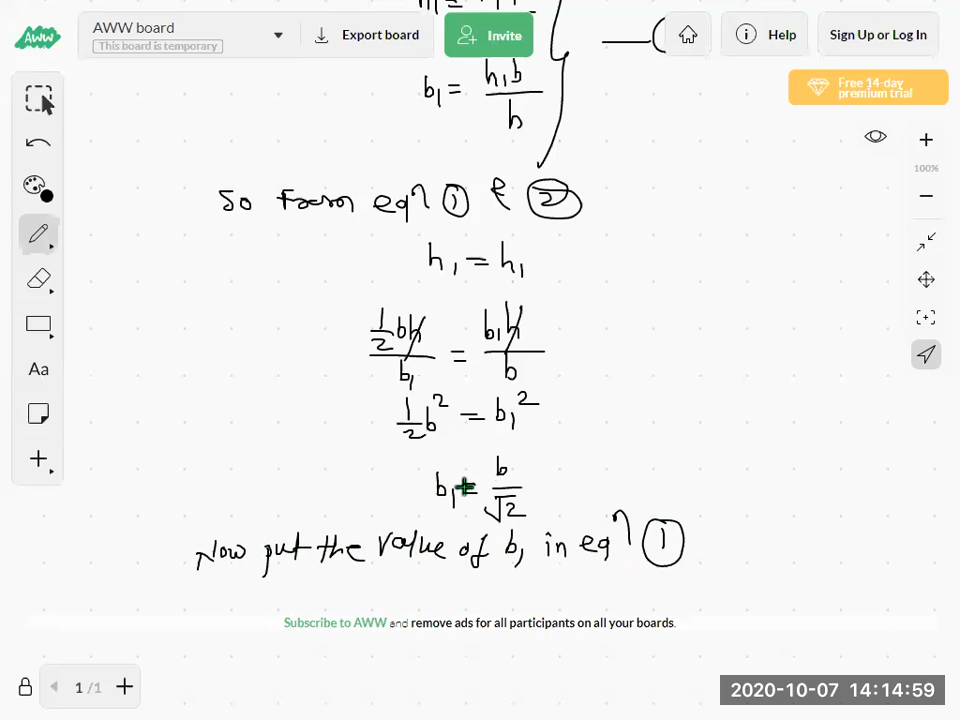 AWW board
This board is temporary
Export board
Invite
Help
Sign Up or Log In
Free 14-day
premium trial
b₁ = h₁b / h
100%
So from eqⁿ ① & ②
h₁ = h₁
½bh / b₁ = b₁h / b
½b² = b₁²
b₁ = b / √2
Now put the value of b₁ in eqⁿ ①
Aa
Subscribe to AWW and remove ads for all participants on all your boards.
1 /1
2020-10-07 14:14:59